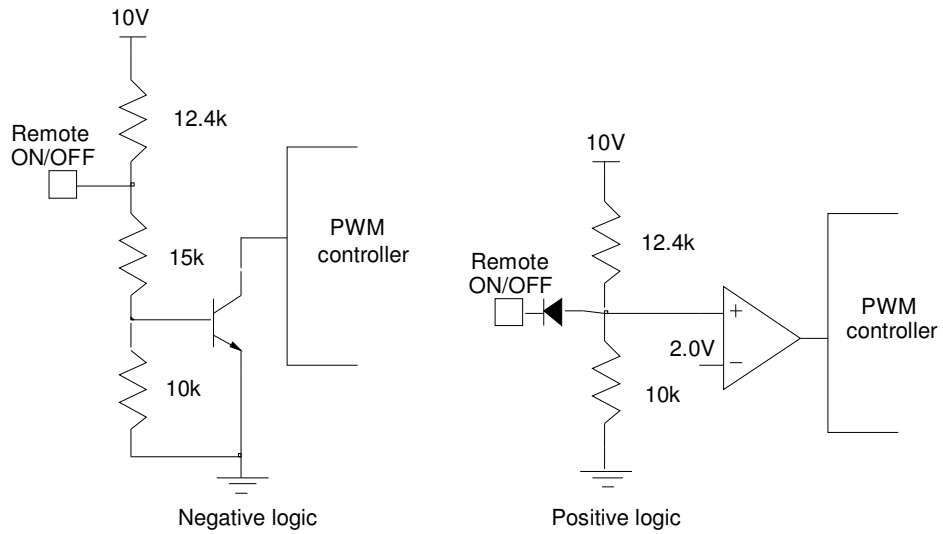 10V
12.4k
Remote
ON/OFF
15k
10k
PWM
controller
Negative logic
10V
12.4k
Remote
ON/OFF
+
2.0V
−
10k
PWM
controller
Positive logic